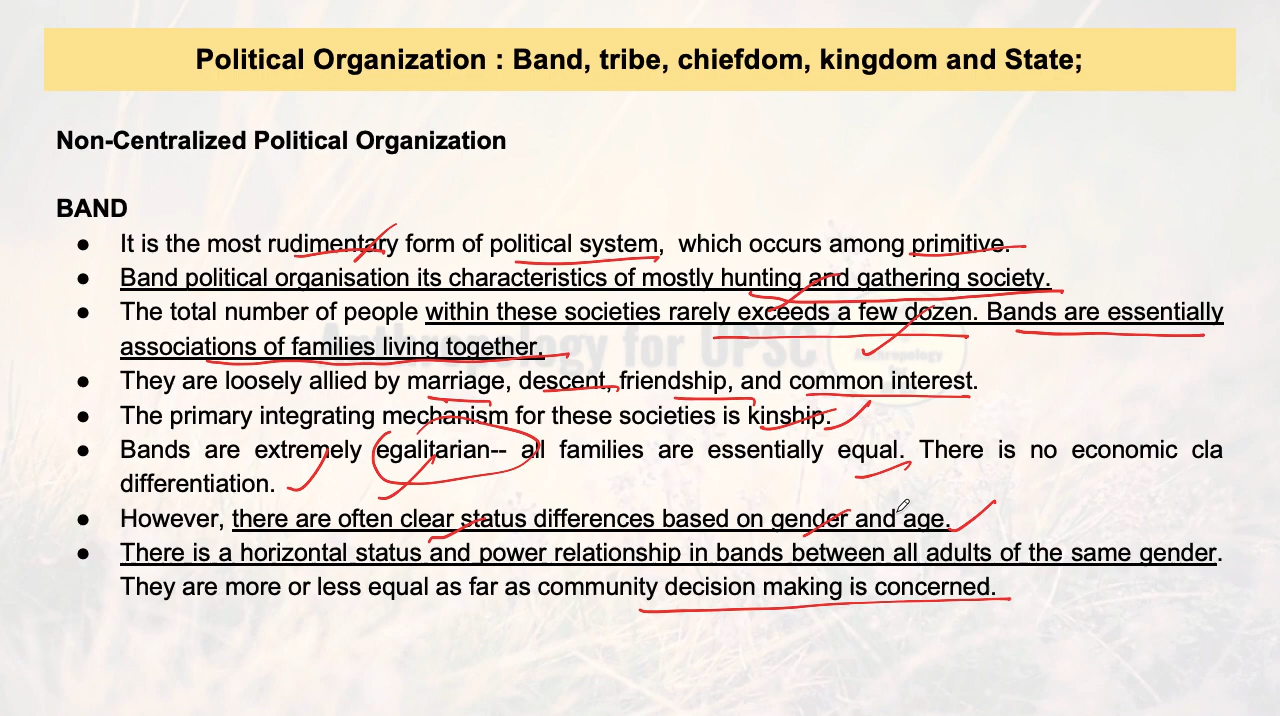 Political Organization : Band, tribe, chiefdom, kingdom and State;
Non-Centralized Political Organization
BAND
● It is the most rudimentary form of political system, which occurs among primitive.
● Band political organisation its characteristics of mostly hunting and gathering society.
● The total number of people within these societies rarely exceeds a few dozen. Bands are essentially
associations of families living together.
Anthropology for UPSC
Anthropology
● They are loosely allied by marriage, descent, friendship, and common interest.
● The primary integrating mechanism for these societies is kinship.
● Bands are extremely egalitarian-- all families are essentially equal. There is no economic cla
differentiation.
● However, there are often clear status differences based on gender and age.
● There is a horizontal status and power relationship in bands between all adults of the same gender.
They are more or less equal as far as community decision making is concerned.